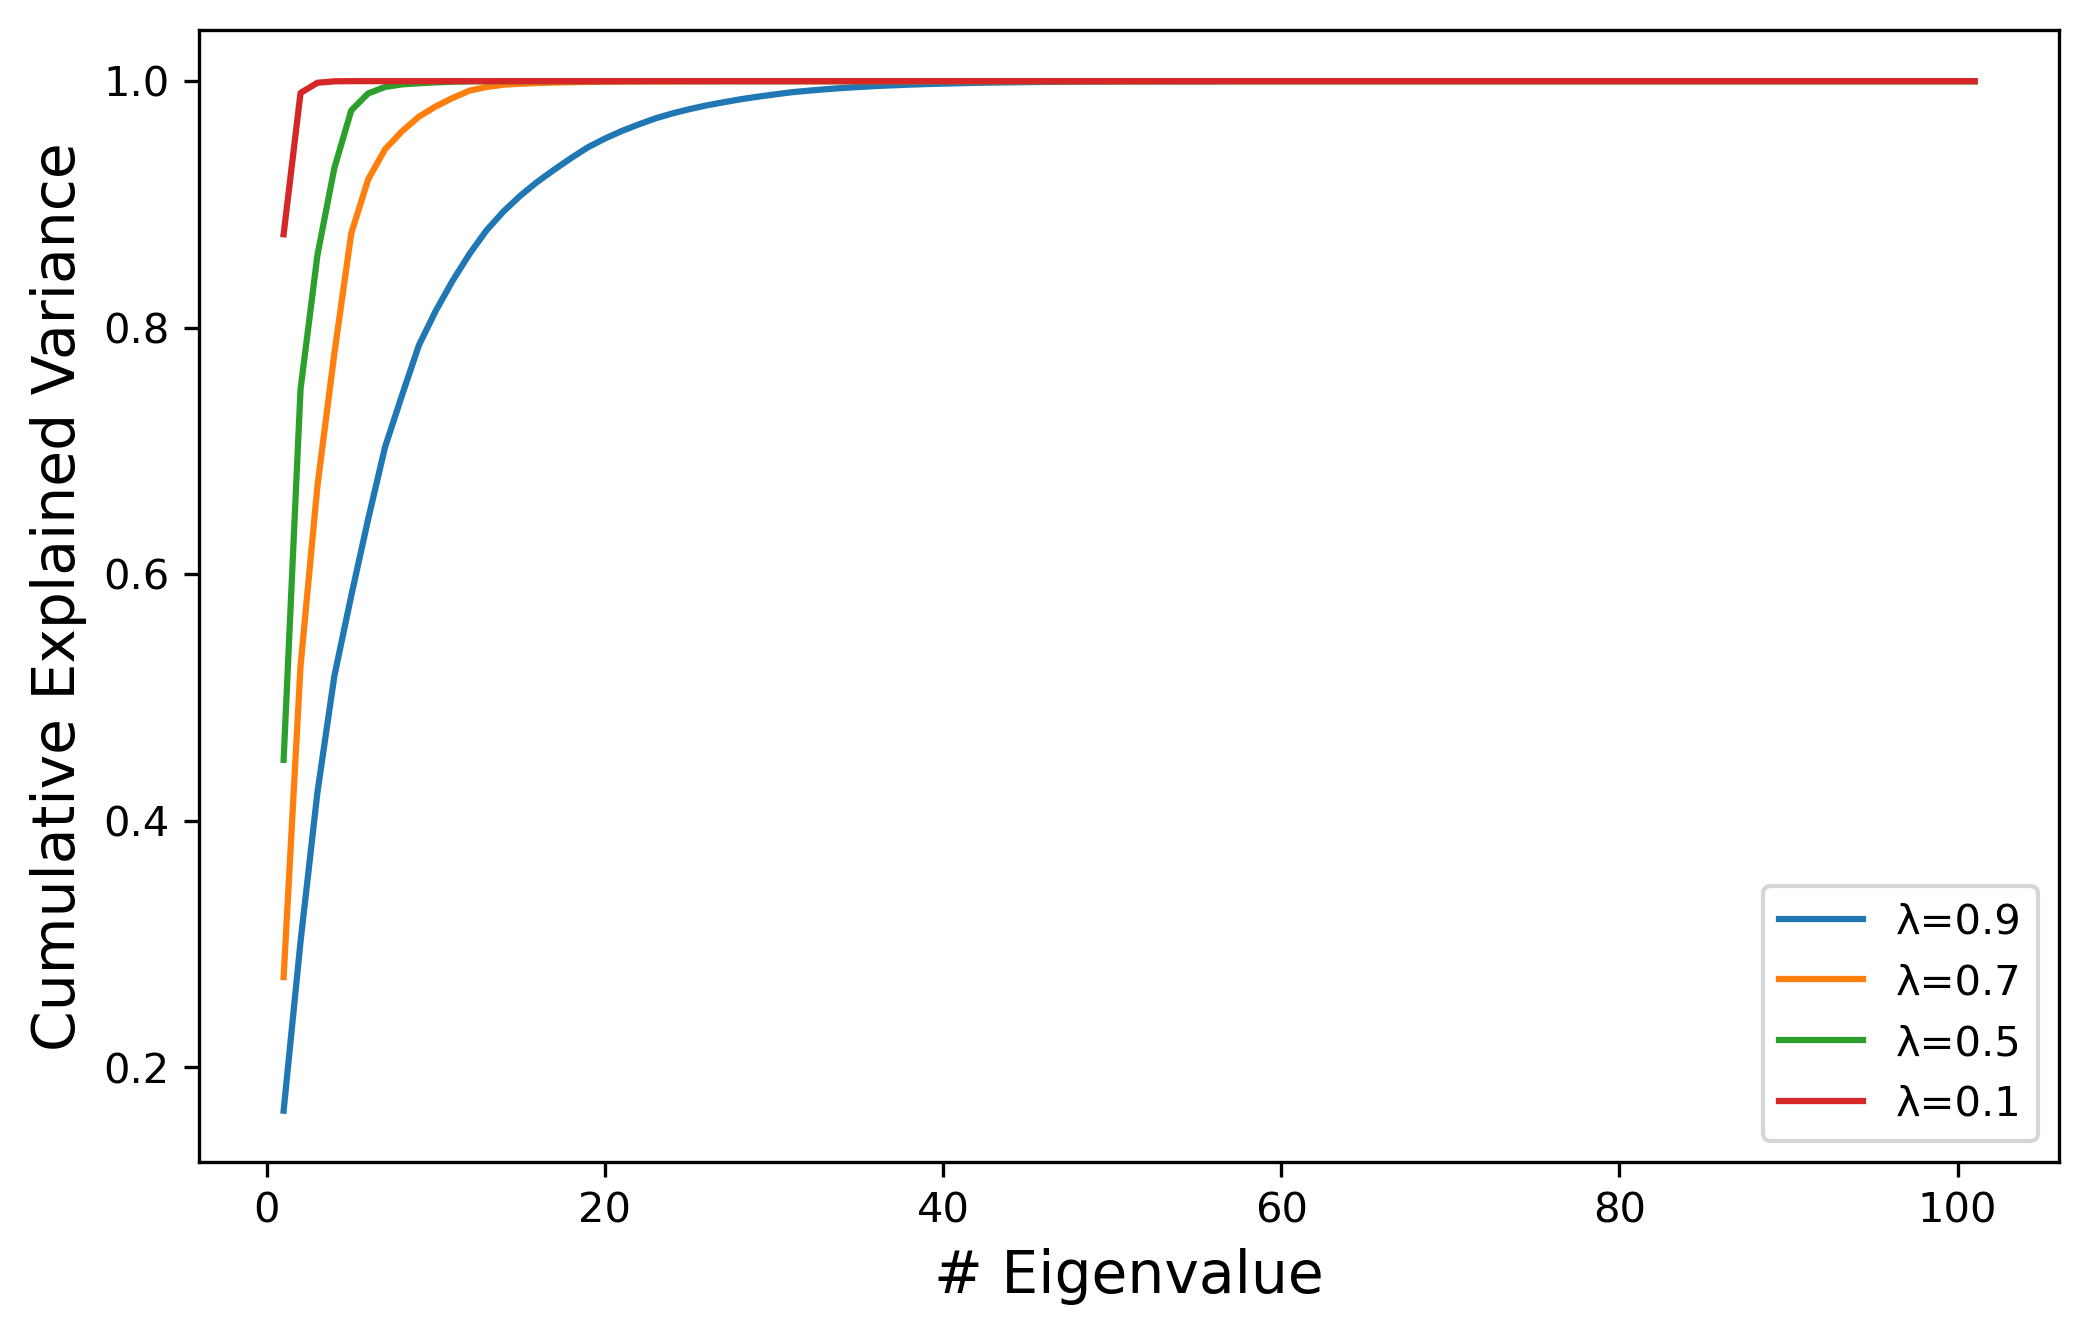 Cumulative Explained Variance
1.0
0.8
0.6
0.4
0.2
0 20 40 60 80 100
# Eigenvalue
λ=0.9
λ=0.7
λ=0.5
λ=0.1